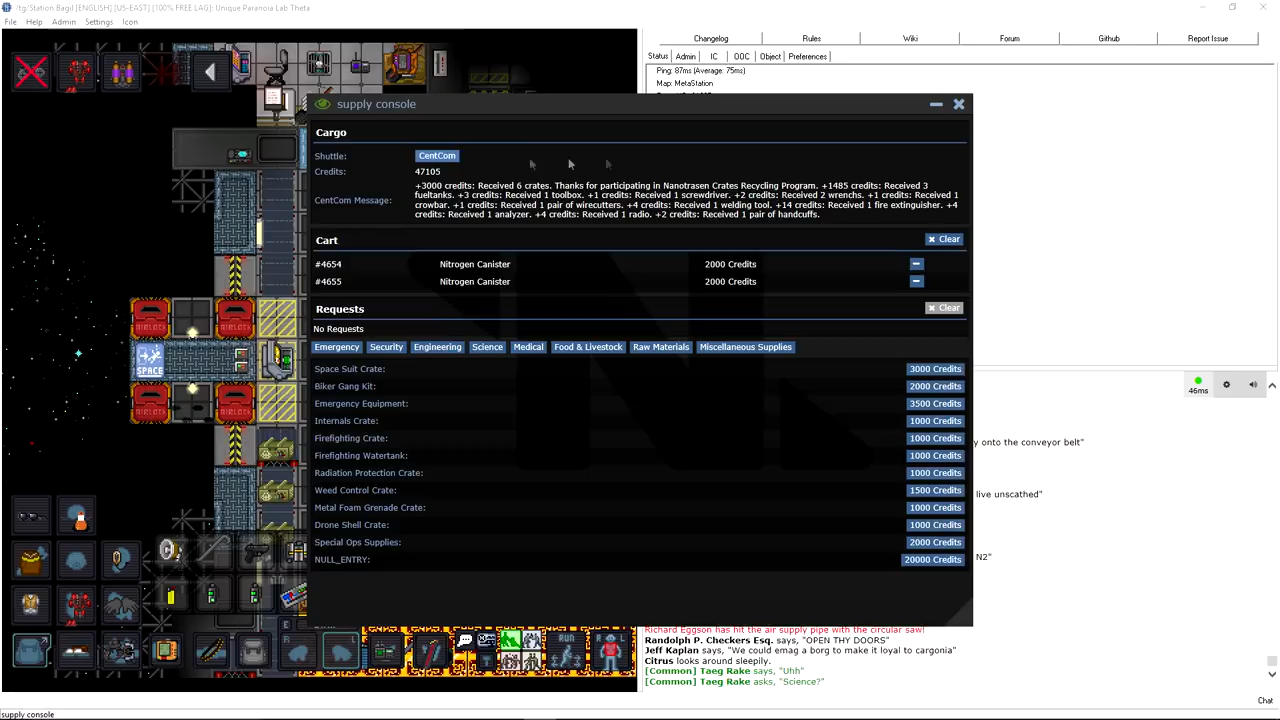 /tg/Station Bagil [ENGLISH] [US-EAST] [100% FREE LAG]: Unique Paranoia Lab Theta
File Help Admin Settings Icon
Changelog Rules Wiki Forum Github Report Issue
Status Admin IC OOC Object Preferences
Ping: 87ms (Average: 75ms)
Map: MetaStation
supply console
Cargo
Shuttle: CentCom
Credits: 47105
+3000 credits: Received 6 crates. Thanks for participating in Nanotrasen Crates Recycling Program. +1485 credits: Received 3
CentCom Message: fueltanks. +3 credits: Received 1 toolbox. +1 credits: Received 1 screwdriver. +2 credits: Received 2 wrenchs. +1 credits: Received 1
crowbar. +1 credits: Received 1 pair of wirecutters. +4 credits: Received 1 welding tool. +14 credits: Received 1 fire extinguisher. +4
credits: Received 1 analyzer. +4 credits: Received 1 radio. +2 credits: Received 1 pair of handcuffs.
Cart Clear
#4654 Nitrogen Canister 2000 Credits
#4655 Nitrogen Canister 2000 Credits
Requests Clear
No Requests
Emergency Security Engineering Science Medical Food & Livestock Raw Materials Miscellaneous Supplies
Space Suit Crate: 3000 Credits
Biker Gang Kit: 2000 Credits
Emergency Equipment: 3500 Credits
Internals Crate: 1000 Credits
Firefighting Crate: 1000 Credits
Firefighting Watertank: 1000 Credits
Radiation Protection Crate: 1000 Credits
Weed Control Crate: 1500 Credits
Metal Foam Grenade Crate: 1000 Credits
Drone Shell Crate: 1000 Credits
Special Ops Supplies: 2000 Credits
NULL_ENTRY: 20000 Credits
AIRLOCK AIRLOCK
SPACE
AIRLOCK AIRLOCK
46ms
y onto the conveyor belt"
live unscathed"
N2"
E
R L
RUN
R L
Richard Eggson has hit the air supply pipe with the circular saw!
Randolph P. Checkers Esq. says, "OPEN THY DOORS"
Jeff Kaplan says, "We could emag a borg to make it loyal to cargonia"
Citrus looks around sleepily.
[Common] Taeg Rake says, "Uhh"
[Common] Taeg Rake asks, "Science?"
Chat
supply console